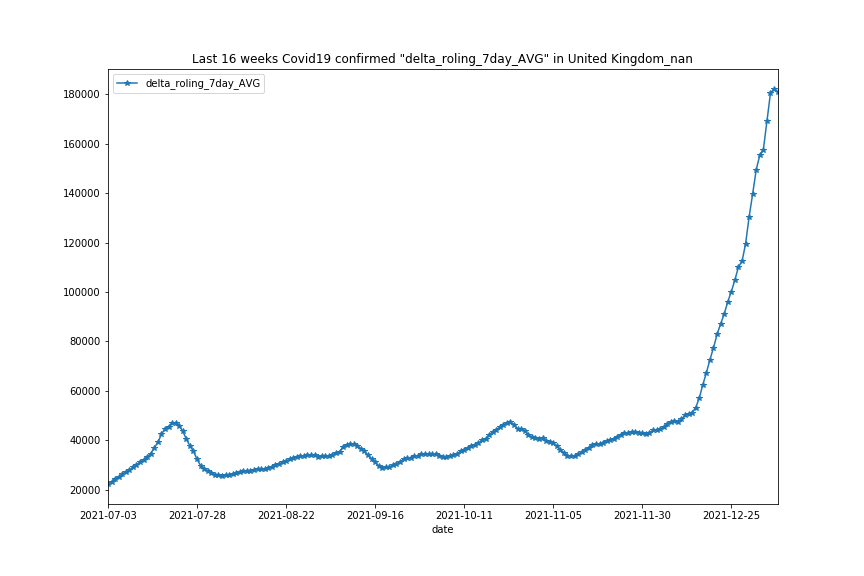 Last 16 weeks Covid19 confirmed "delta_roling_7day_AVG" in United Kingdom_nan
delta_roling_7day_AVG
180000
160000
140000
120000
100000
80000
60000
40000
20000
2021-07-03 2021-07-28 2021-08-22 2021-09-16 2021-10-11 2021-11-05 2021-11-30 2021-12-25
date